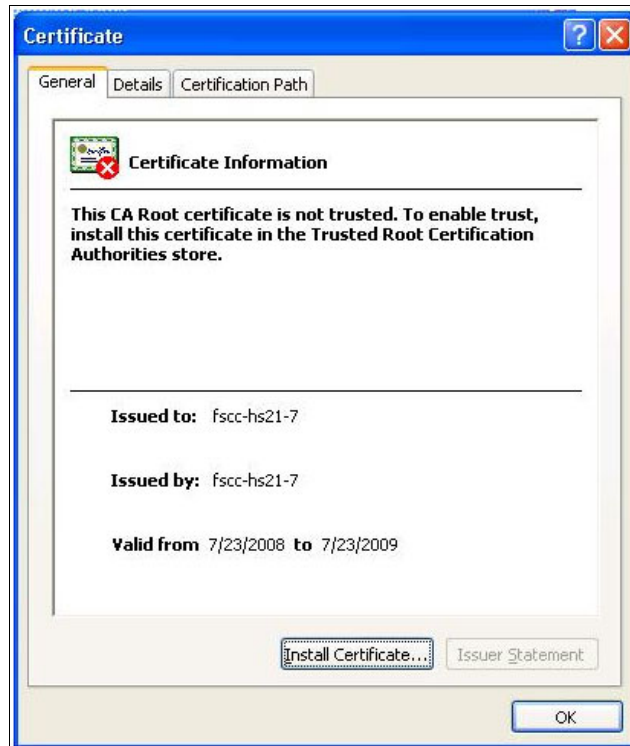 Certificate
General Details Certification Path
Certificate Information
This CA Root certificate is not trusted. To enable trust,
install this certificate in the Trusted Root Certification
Authorities store.
Issued to: fscc-hs21-7
Issued by: fscc-hs21-7
Valid from 7/23/2008 to 7/23/2009
Install Certificate... Issuer Statement
OK